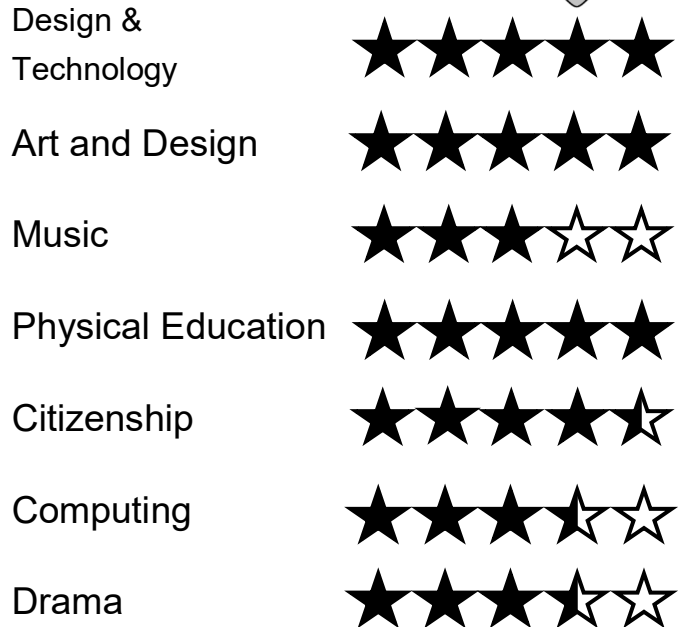 Design &
Technology
Art and Design
Music
Physical Education
Citizenship
Computing
Drama